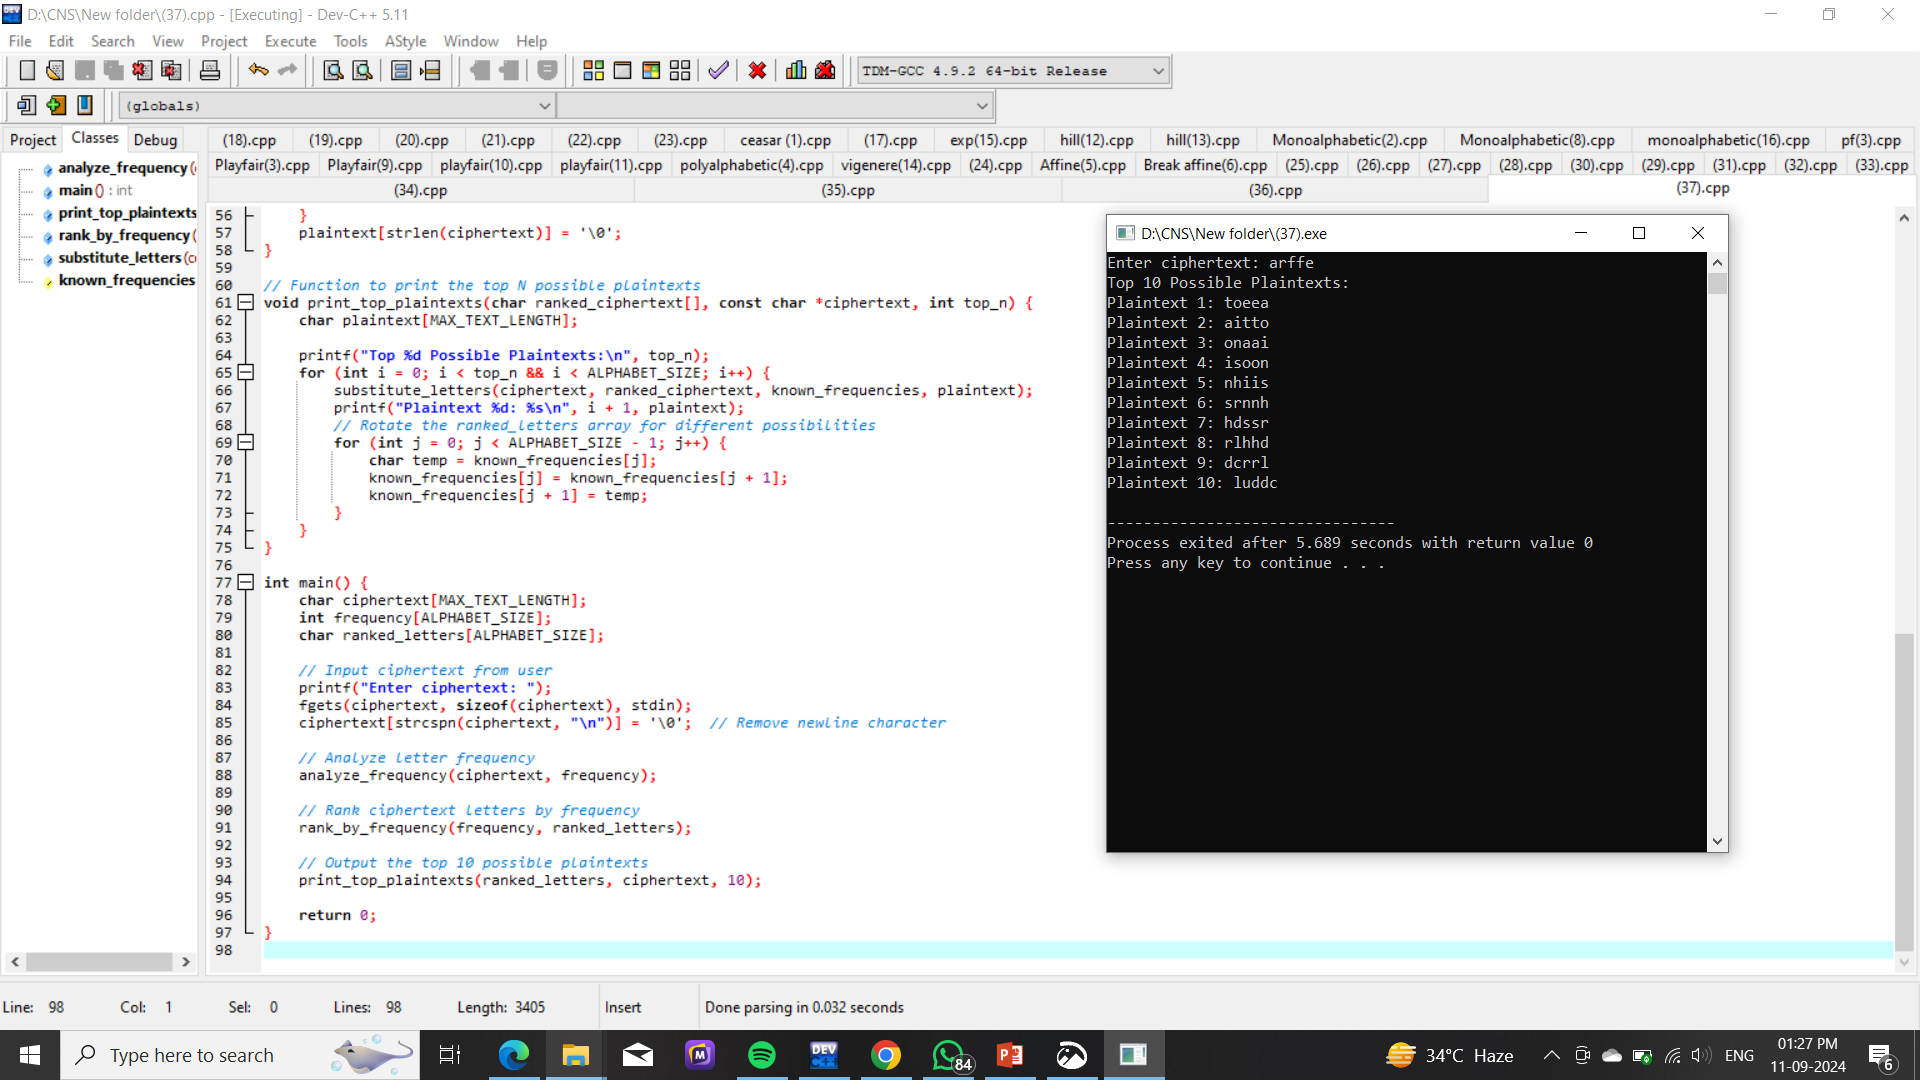 D:\CNS\New folder\(37).cpp - [Executing] - Dev-C++ 5.11
File Edit Search View Project Execute Tools AStyle Window Help
TDM-GCC 4.9.2 64-bit Release
(globals)
Project Classes Debug
(18).cpp (19).cpp (20).cpp (21).cpp (22).cpp (23).cpp ceasar (1).cpp (17).cpp exp(15).cpp hill(12).cpp hill(13).cpp Monoalphabetic(2).cpp Monoalphabetic(8).cpp monoalphabetic(16).cpp pf(3).cpp
Playfair(3).cpp Playfair(9).cpp playfair(10).cpp playfair(11).cpp polyalphabetic(4).cpp vigenere(14).cpp (24).cpp Affine(5).cpp Break affine(6).cpp (25).cpp (26).cpp (27).cpp (28).cpp (30).cpp (29).cpp (31).cpp (32).cpp (33).cpp
(34).cpp (35).cpp (36).cpp (37).cpp
analyze_frequency (
main () : int
print_top_plaintexts
rank_by_frequency (
substitute_letters (c
known_frequencies
56 }
57 plaintext[strlen(ciphertext)] = '\0';
58 }
59
60 // Function to print the top N possible plaintexts
61 void print_top_plaintexts(char ranked_ciphertext[], const char *ciphertext, int top_n) {
62 char plaintext[MAX_TEXT_LENGTH];
63
64 printf("Top %d Possible Plaintexts:\n", top_n);
65 for (int i = 0; i < top_n && i < ALPHABET_SIZE; i++) {
66 substitute_letters(ciphertext, ranked_ciphertext, known_frequencies, plaintext);
67 printf("Plaintext %d: %s\n", i + 1, plaintext);
68 // Rotate the ranked_letters array for different possibilities
69 for (int j = 0; j < ALPHABET_SIZE - 1; j++) {
70 char temp = known_frequencies[j];
71 known_frequencies[j] = known_frequencies[j + 1];
72 known_frequencies[j + 1] = temp;
73 }
74 }
75 }
76
77 int main() {
78 char ciphertext[MAX_TEXT_LENGTH];
79 int frequency[ALPHABET_SIZE];
80 char ranked_letters[ALPHABET_SIZE];
81
82 // Input ciphertext from user
83 printf("Enter ciphertext: ");
84 fgets(ciphertext, sizeof(ciphertext), stdin);
85 ciphertext[strcspn(ciphertext, "\n")] = '\0'; // Remove newline character
86
87 // Analyze letter frequency
88 analyze_frequency(ciphertext, frequency);
89
90 // Rank ciphertext letters by frequency
91 rank_by_frequency(frequency, ranked_letters);
92
93 // Output the top 10 possible plaintexts
94 print_top_plaintexts(ranked_letters, ciphertext, 10);
95
96 return 0;
97 }
98
D:\CNS\New folder\(37).exe
Enter ciphertext: arffe
Top 10 Possible Plaintexts:
Plaintext 1: toeea
Plaintext 2: aitto
Plaintext 3: onaai
Plaintext 4: isoon
Plaintext 5: nhiis
Plaintext 6: srnnh
Plaintext 7: hdssr
Plaintext 8: rlhhd
Plaintext 9: dcrrl
Plaintext 10: luddc
--------------------------------
Process exited after 5.689 seconds with return value 0
Press any key to continue . . .
Line: 98 Col: 1 Sel: 0 Lines: 98 Length: 3405 Insert Done parsing in 0.032 seconds
Type here to search
DEV
84
34°C Haze
ENG
01:27 PM
11-09-2024
6